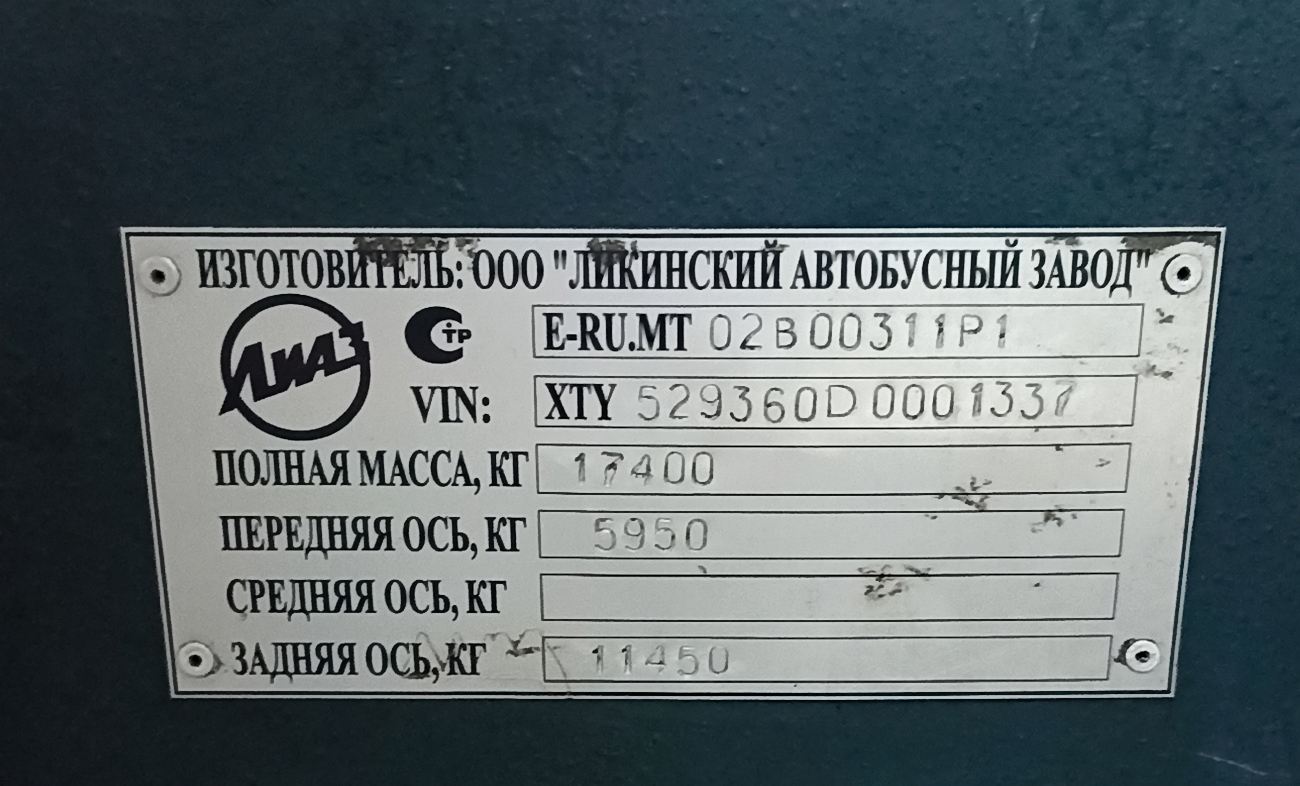 ИЗГОТОВИТЕЛЬ: ООО "ЛИКИНСКИЙ АВТОБУСНЫЙ ЗАВОД"
ЛИАЗ
ТР E-RU.MT 02B00311P1
VIN: XTY 529360D0001337
ПОЛНАЯ МАССА, КГ 17400
ПЕРЕДНЯЯ ОСЬ, КГ 5950
СРЕДНЯЯ ОСЬ, КГ
ЗАДНЯЯ ОСЬ, КГ 11450